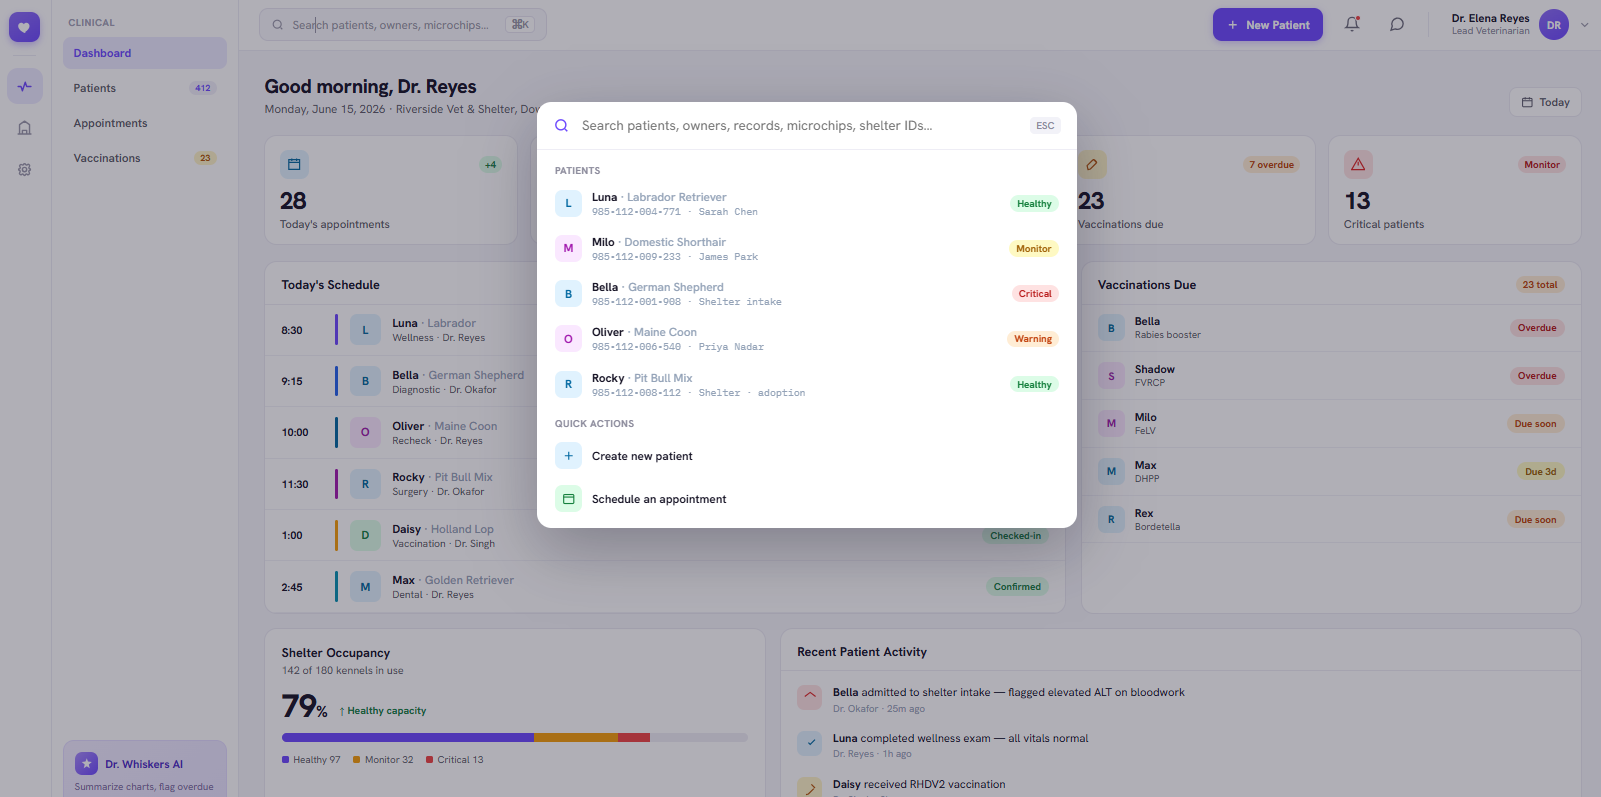 CLINICAL
Dashboard
Patients
412
Appointments
Vaccinations
23
Dr. Whiskers AI
Summarize charts, flag overdue
Search patients, owners, microchips...
⌘K
+ New Patient
Dr. Elena Reyes
Lead Veterinarian
DR
Good morning, Dr. Reyes
Monday, June 15, 2026 · Riverside Vet & Shelter,
Today
+4
28
Today's appointments
7 overdue
23
Vaccinations due
Monitor
13
Critical patients
Search patients, owners, records, microchips, shelter IDs...
ESC
PATIENTS
L
Luna · Labrador Retriever
985-112-004-771 · Sarah Chen
Healthy
M
Milo · Domestic Shorthair
985-112-009-233 · James Park
Monitor
B
Bella · German Shepherd
985-112-001-908 · Shelter intake
Critical
O
Oliver · Maine Coon
985-112-006-540 · Priya Nadar
Warning
R
Rocky · Pit Bull Mix
985-112-008-112 · Shelter · adoption
Healthy
QUICK ACTIONS
+
Create new patient
Schedule an appointment
Today's Schedule
8:30
L
Luna · Labrador
Wellness · Dr. Reyes
9:15
B
Bella · German Shepherd
Diagnostic · Dr. Okafor
10:00
O
Oliver · Maine Coon
Recheck · Dr. Reyes
11:30
R
Rocky · Pit Bull Mix
Surgery · Dr. Okafor
1:00
D
Daisy · Holland Lop
Vaccination · Dr. Singh
Checked-in
2:45
M
Max · Golden Retriever
Dental · Dr. Reyes
Confirmed
Vaccinations Due
23 total
B
Bella
Rabies booster
Overdue
S
Shadow
FVRCP
Overdue
M
Milo
FeLV
Due soon
M
Max
DHPP
Due 3d
R
Rex
Bordetella
Due soon
Shelter Occupancy
142 of 180 kennels in use
79%
↑ Healthy capacity
Healthy 97
Monitor 32
Critical 13
Recent Patient Activity
Bella admitted to shelter intake — flagged elevated ALT on bloodwork
Dr. Okafor · 25m ago
Luna completed wellness exam — all vitals normal
Dr. Reyes · 1h ago
Daisy received RHDV2 vaccination